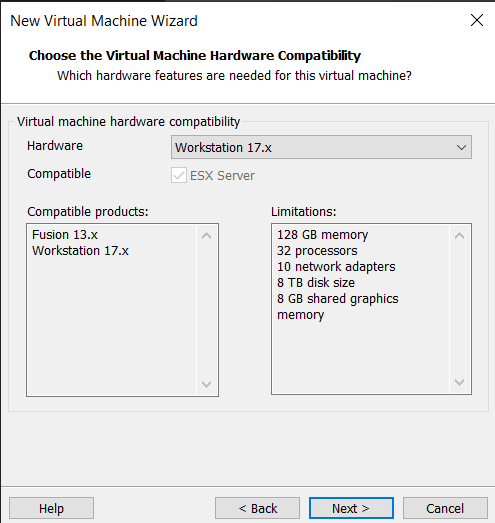 New Virtual Machine Wizard
Choose the Virtual Machine Hardware Compatibility
Which hardware features are needed for this virtual machine?
Virtual machine hardware compatibility
Hardware
Workstation 17.x
Compatible
ESX Server
Compatible products:
Fusion 13.x
Workstation 17.x
Limitations:
128 GB memory
32 processors
10 network adapters
8 TB disk size
8 GB shared graphics
memory
Help
< Back
Next >
Cancel